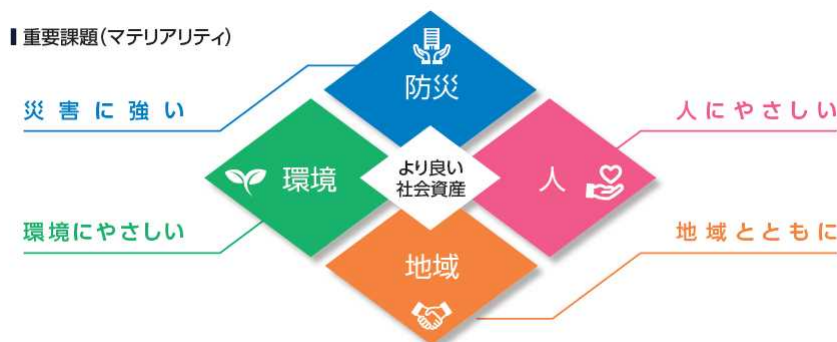 重要課題(マテリアリティ)
防災
災害に強い
人にやさしい
環境
より良い
社会資産
人
環境にやさしい
地域とともに
地域